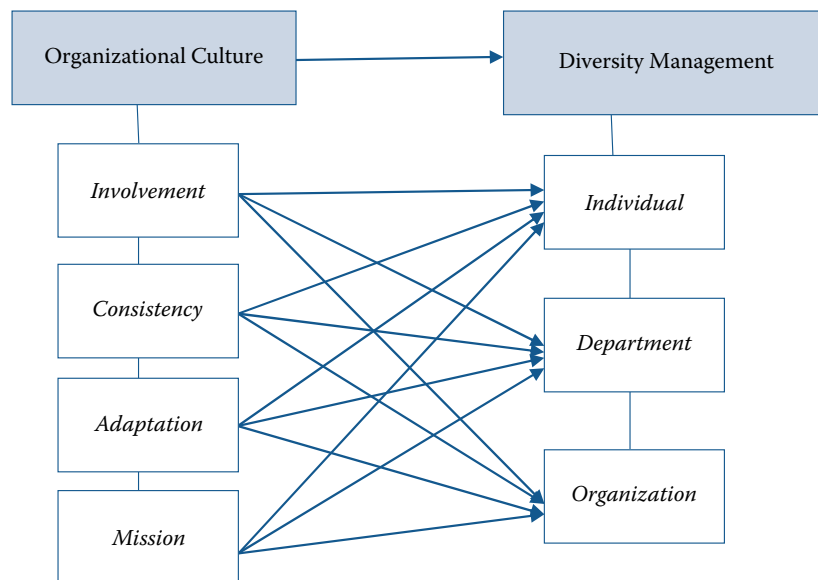 Organizational Culture
Diversity Management
Involvement
Individual
Consistency
Department
Adaptation
Organization
Mission